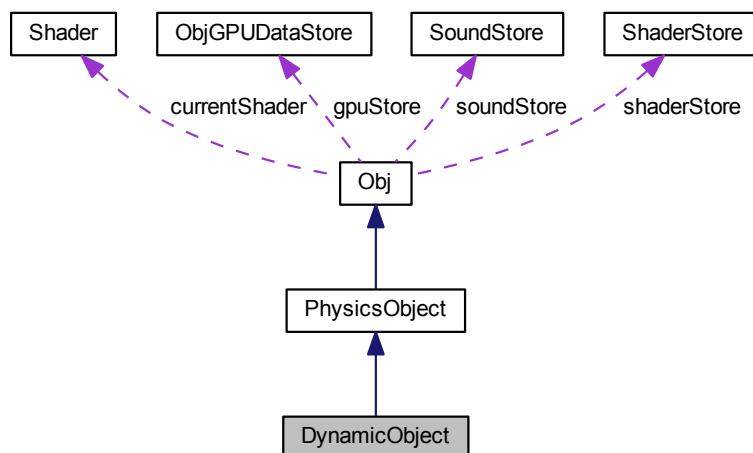 Shader ObjGPUDataStore SoundStore ShaderStore
currentShader gpuStore soundStore shaderStore
Obj
PhysicsObject
DynamicObject